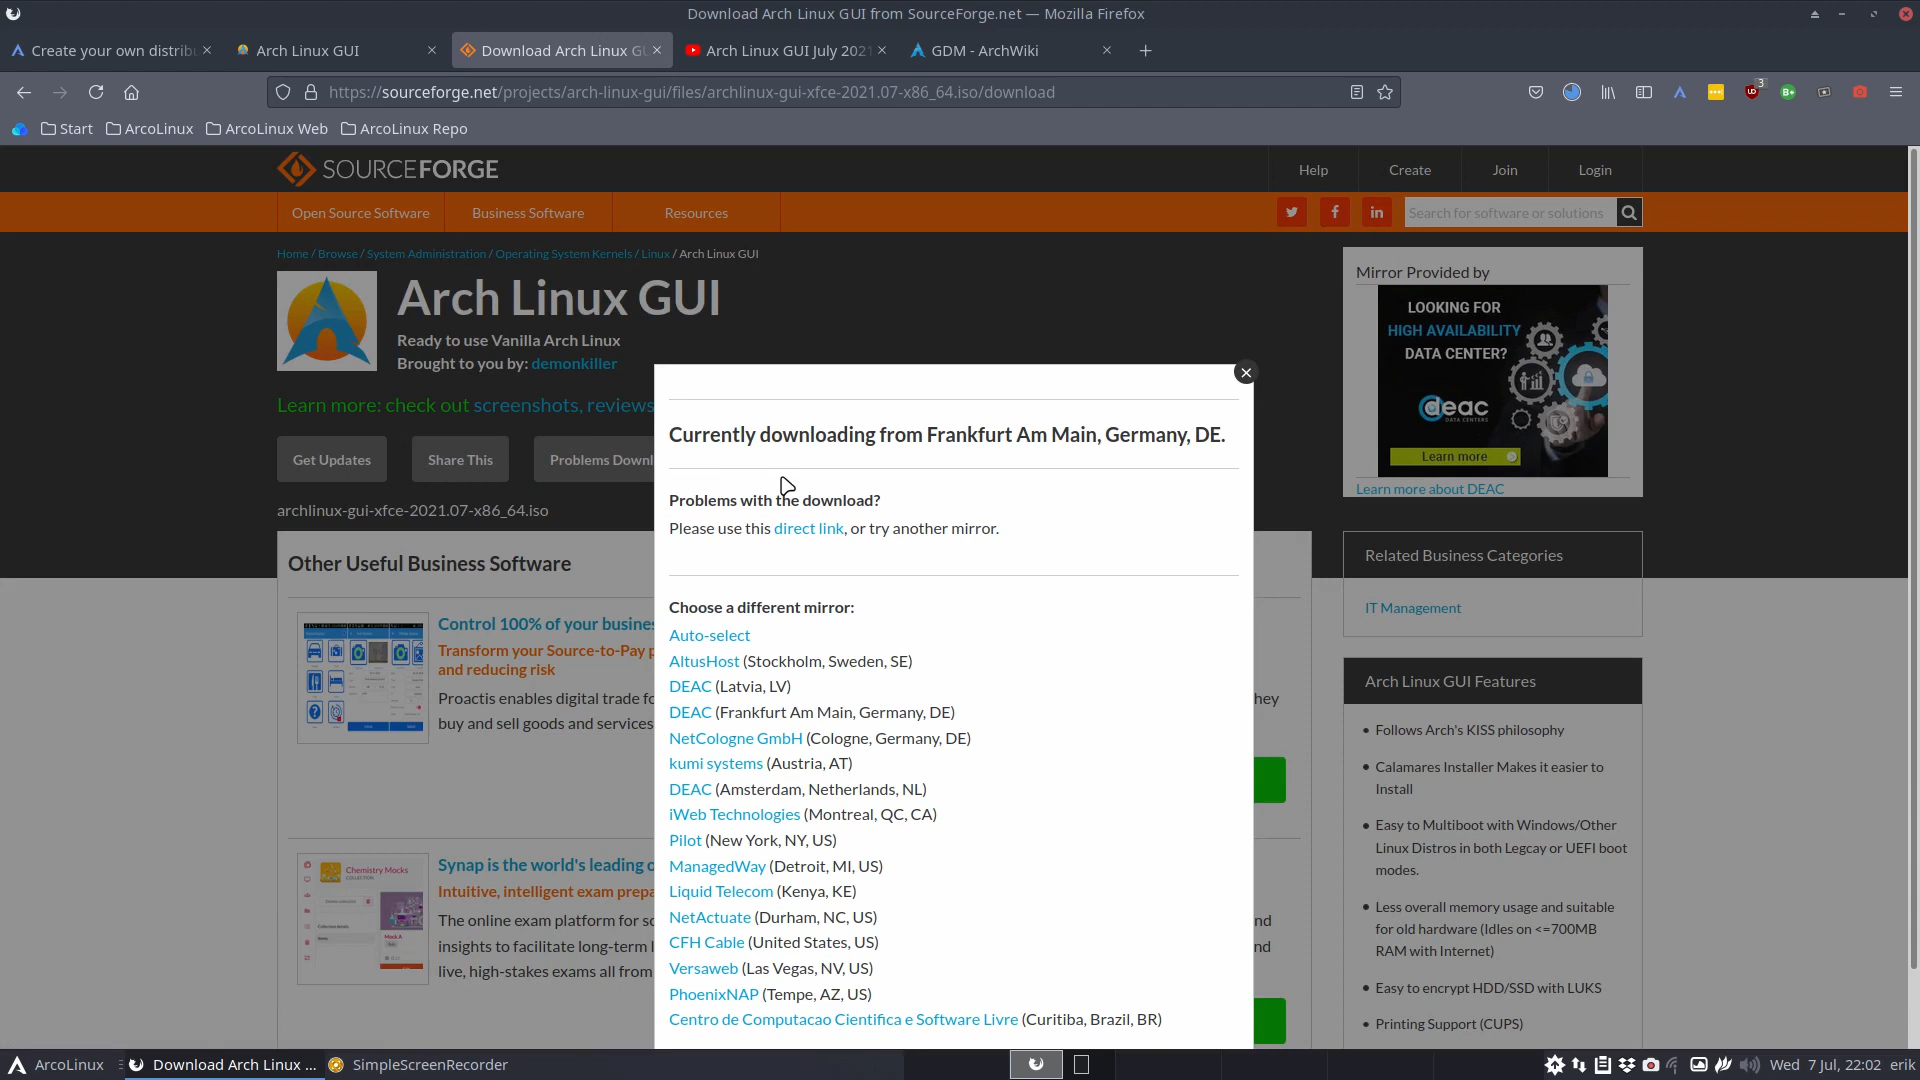 Download Arch Linux GUI from SourceForge.net — Mozilla Firefox
Create your own distribu
Arch Linux GUI
Download Arch Linux GU
Arch Linux GUI July 2021
GDM - ArchWiki
https://sourceforge.net/projects/arch-linux-gui/files/archlinux-gui-xfce-2021.07-x86_64.iso/download
3
Start
ArcoLinux
ArcoLinux Web
ArcoLinux Repo
SOURCEFORGE
Help
Create
Join
Login
Open Source Software
Business Software
Resources
Search for software or solutions
Home / Browse / System Administration / Operating System Kernels / Linux / Arch Linux GUI
Arch Linux GUI
Ready to use Vanilla Arch Linux
Brought to you by: demonkiller
Learn more: check out screenshots, reviews
Get Updates
Share This
Problems Downl
archlinux-gui-xfce-2021.07-x86_64.iso
Other Useful Business Software
Control 100% of your busines
Transform your Source-to-Pay p
and reducing risk
Proactis enables digital trade fo
hey
buy and sell goods and services
Synap is the world's leading o
Intuitive, intelligent exam prepa
The online exam platform for so
nd
insights to facilitate long-term l
nd
live, high-stakes exams all from
Chemistry Mocks
Currently downloading from Frankfurt Am Main, Germany, DE.
Problems with the download?
Please use this direct link, or try another mirror.
Choose a different mirror:
Auto-select
AltusHost (Stockholm, Sweden, SE)
DEAC (Latvia, LV)
DEAC (Frankfurt Am Main, Germany, DE)
NetCologne GmbH (Cologne, Germany, DE)
kumi systems (Austria, AT)
DEAC (Amsterdam, Netherlands, NL)
iWeb Technologies (Montreal, QC, CA)
Pilot (New York, NY, US)
ManagedWay (Detroit, MI, US)
Liquid Telecom (Kenya, KE)
NetActuate (Durham, NC, US)
CFH Cable (United States, US)
Versaweb (Las Vegas, NV, US)
PhoenixNAP (Tempe, AZ, US)
Centro de Computacao Cientifica e Software Livre (Curitiba, Brazil, BR)
Mirror Provided by
LOOKING FOR
HIGH AVAILABILITY
DATA CENTER?
deac
DATA CENTERS
Learn more
Learn more about DEAC
Related Business Categories
IT Management
Arch Linux GUI Features
• Follows Arch's KISS philosophy
• Calamares Installer Makes it easier to
Install
• Easy to Multiboot with Windows/Other
Linux Distros in both Legcay or UEFI boot
modes.
• Less overall memory usage and suitable
for old hardware (Idles on <=700MB
RAM with Internet)
• Easy to encrypt HDD/SSD with LUKS
• Printing Support (CUPS)
ArcoLinux
Download Arch Linux ...
SimpleScreenRecorder
Wed 7 Jul, 22:02
erik